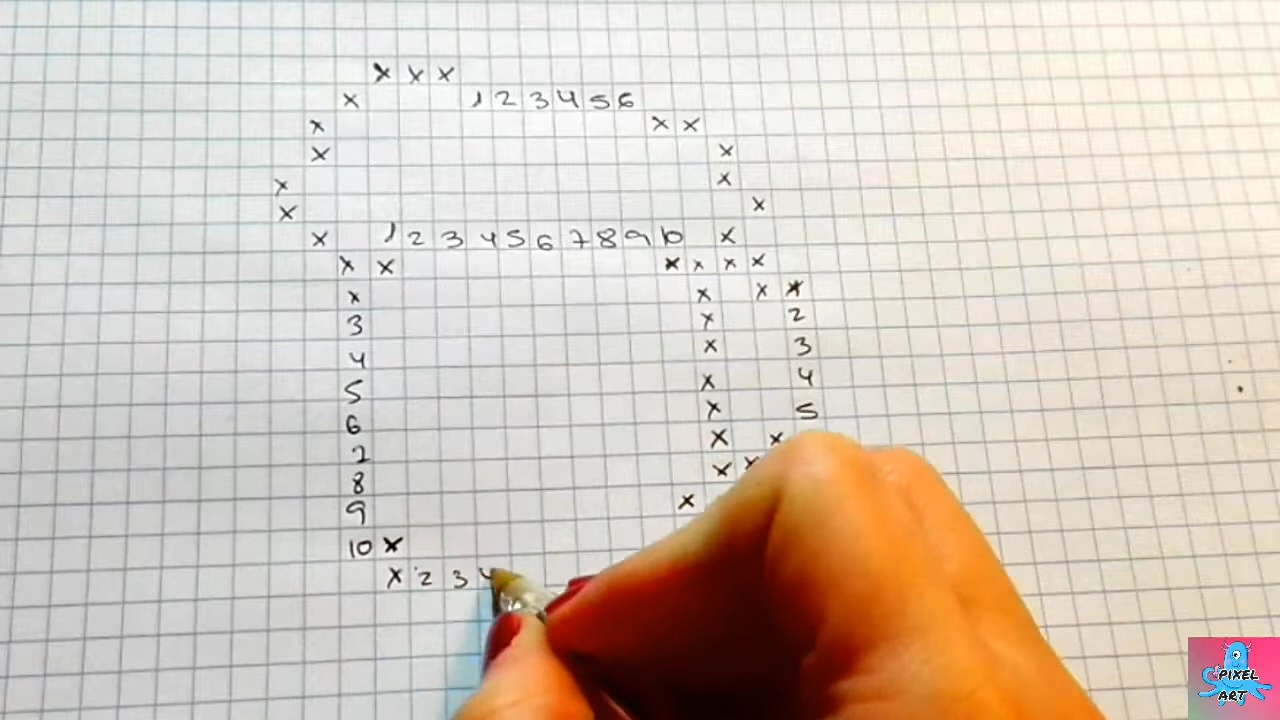 x x x
x 1 2 3 4 5 6
x x x
x x
x x
x x
x 1 2 3 4 5 6 7 8 9 10 x
x x x x x x
x x x x
3 x 2
4 x 3
5 x 4
6 x 5
7 x x
8 x x
9 x
10 x
x 2 3 4
PIXEL
ART